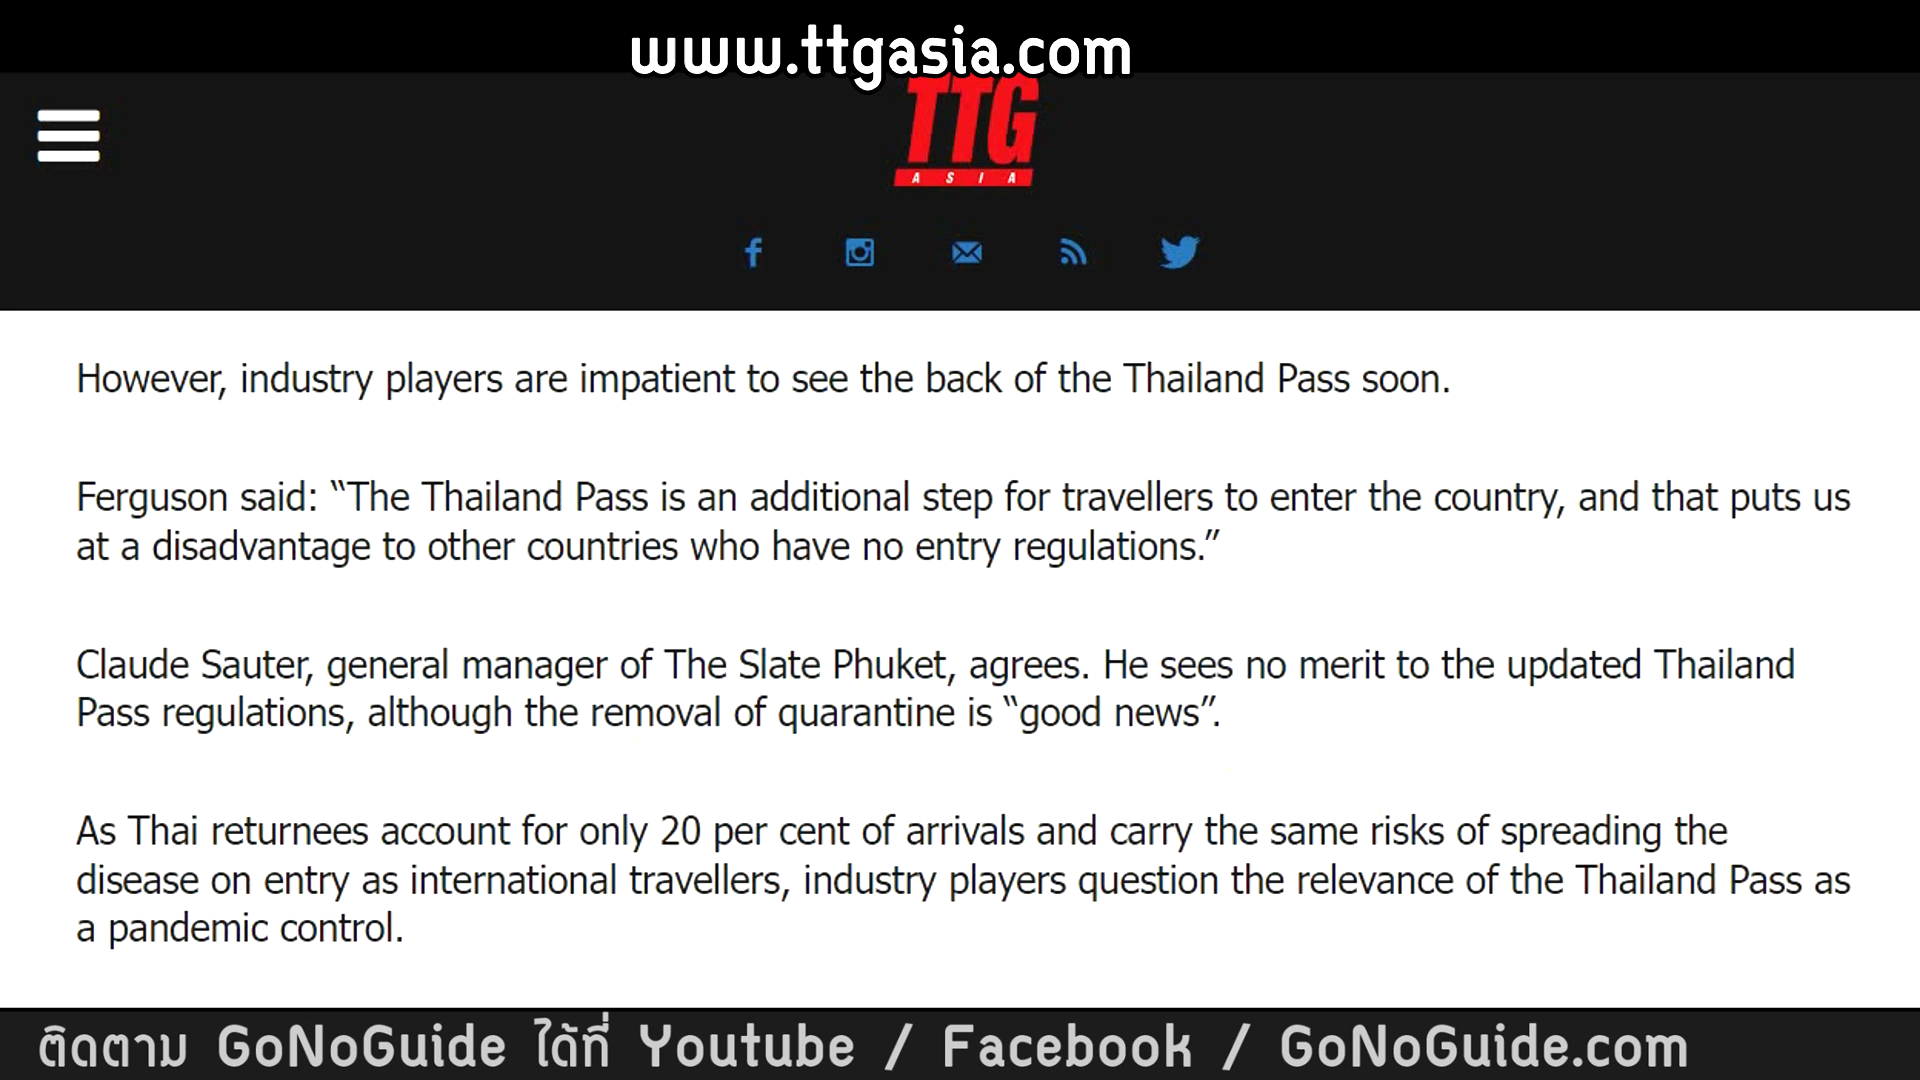 www.ttgasia.com
TTG
ASIA
However, industry players are impatient to see the back of the Thailand Pass soon.
Ferguson said: “The Thailand Pass is an additional step for travellers to enter the country, and that puts us
at a disadvantage to other countries who have no entry regulations.”
Claude Sauter, general manager of The Slate Phuket, agrees. He sees no merit to the updated Thailand
Pass regulations, although the removal of quarantine is “good news”.
As Thai returnees account for only 20 per cent of arrivals and carry the same risks of spreading the
disease on entry as international travellers, industry players question the relevance of the Thailand Pass as
a pandemic control.
ติดตาม GoNoGuide ได้ที่ Youtube / Facebook / GoNoGuide.com